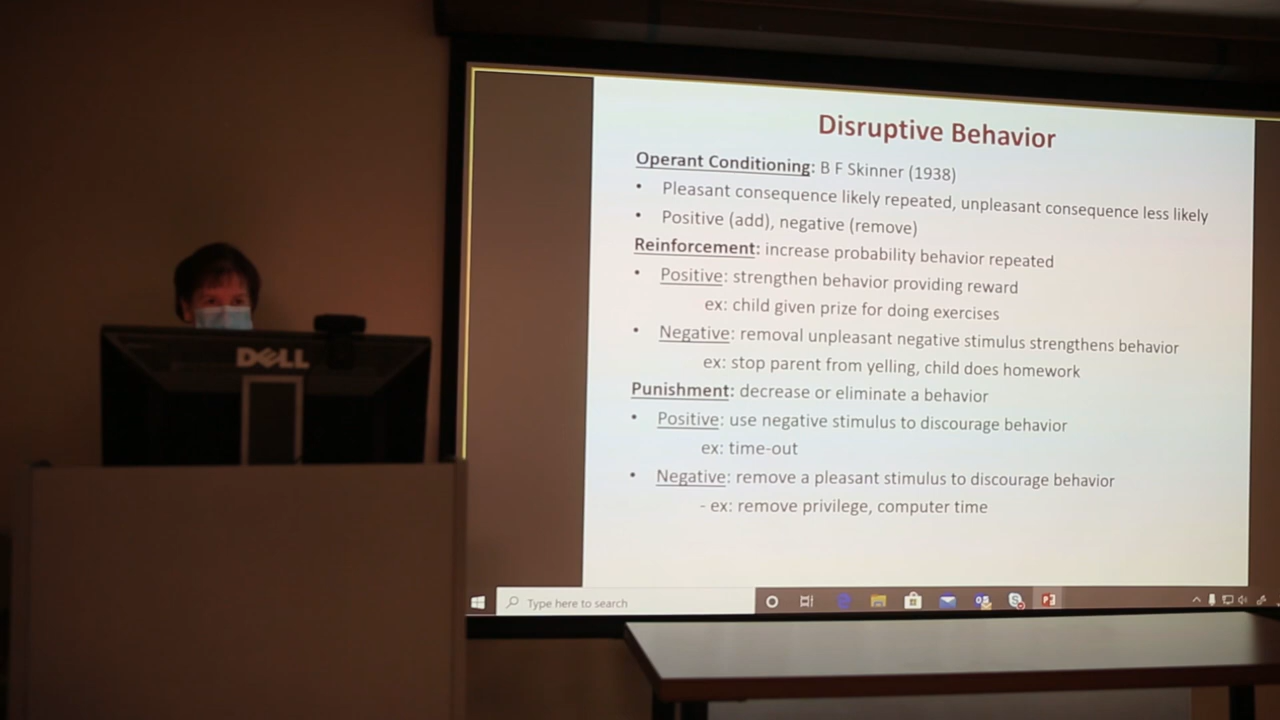 Disruptive Behavior
Operant Conditioning: B F Skinner (1938)
• Pleasant consequence likely repeated, unpleasant consequence less likely
• Positive (add), negative (remove)
Reinforcement: increase probability behavior repeated
• Positive: strengthen behavior providing reward
ex: child given prize for doing exercises
• Negative: removal unpleasant negative stimulus strengthens behavior
ex: stop parent from yelling, child does homework
Punishment: decrease or eliminate a behavior
• Positive: use negative stimulus to discourage behavior
ex: time-out
• Negative: remove a pleasant stimulus to discourage behavior
- ex: remove privilege, computer time
Type here to search
DELL